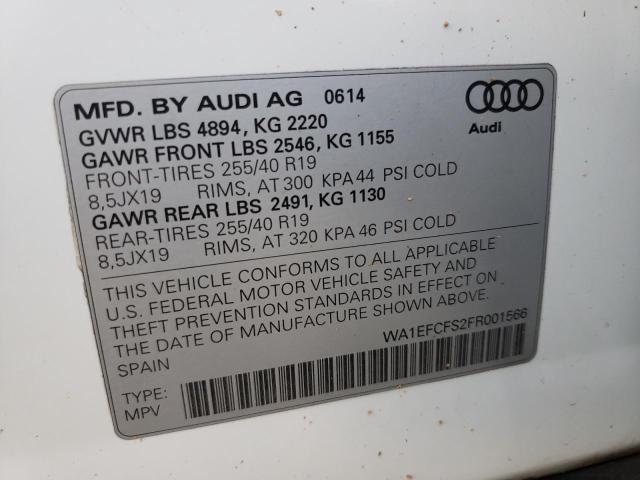 MFD. BY AUDI AG 0614
GVWR LBS 4894, KG 2220
GAWR FRONT LBS 2546, KG 1155
FRONT-TIRES 255/40 R19
8,5JX19 RIMS, AT 300 KPA 44 PSI COLD
GAWR REAR LBS 2491, KG 1130
REAR-TIRES 255/40 R19
8,5JX19 RIMS, AT 320 KPA 46 PSI COLD
Audi
THIS VEHICLE CONFORMS TO ALL APPLICABLE
U.S. FEDERAL MOTOR VEHICLE SAFETY AND
THEFT PREVENTION STANDARDS IN EFFECT ON
THE DATE OF MANUFACTURE SHOWN ABOVE.
SPAIN
WA1EFCFS2FR001566
TYPE:
MPV